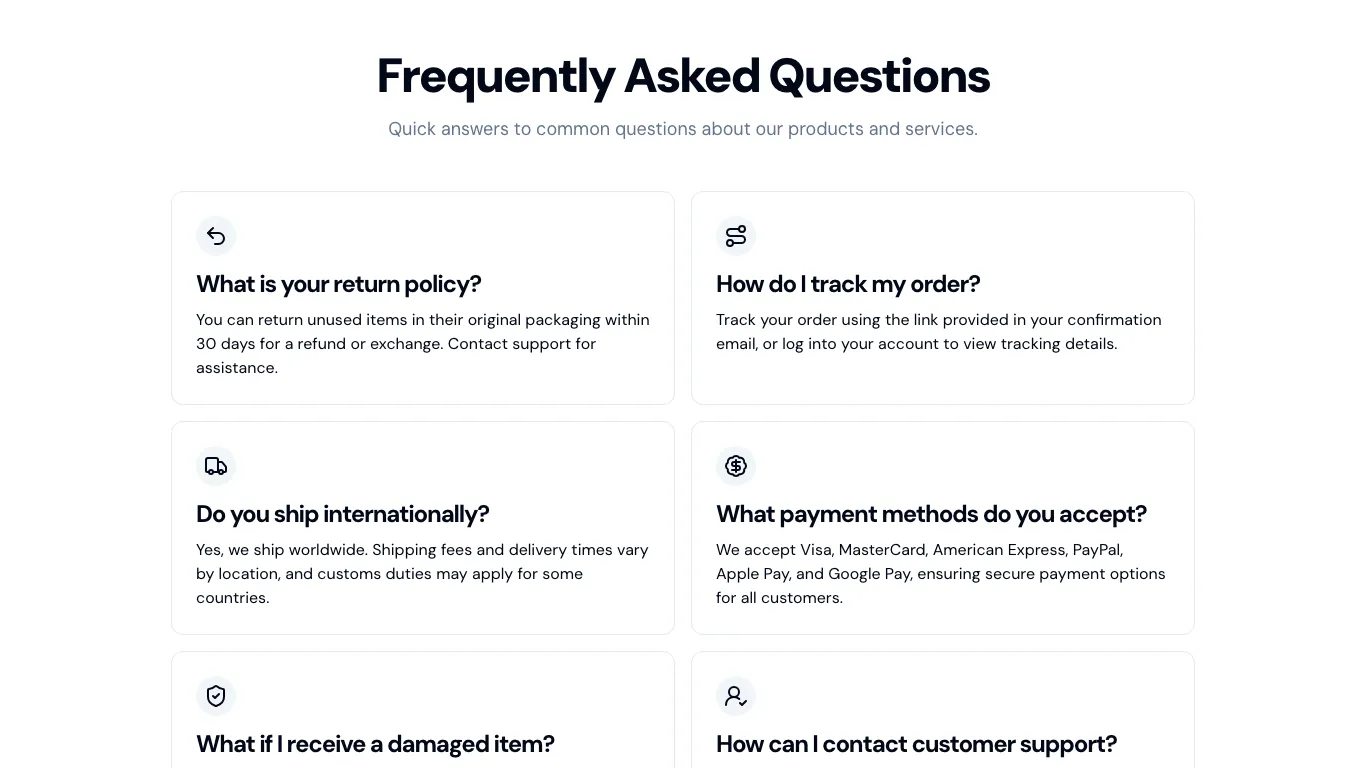 Frequently Asked Questions
Quick answers to common questions about our products and services.
What is your return policy?
You can return unused items in their original packaging within
30 days for a refund or exchange. Contact support for
assistance.
How do I track my order?
Track your order using the link provided in your confirmation
email, or log into your account to view tracking details.
Do you ship internationally?
Yes, we ship worldwide. Shipping fees and delivery times vary
by location, and customs duties may apply for some
countries.
What payment methods do you accept?
We accept Visa, MasterCard, American Express, PayPal,
Apple Pay, and Google Pay, ensuring secure payment options
for all customers.
What if I receive a damaged item?
How can I contact customer support?